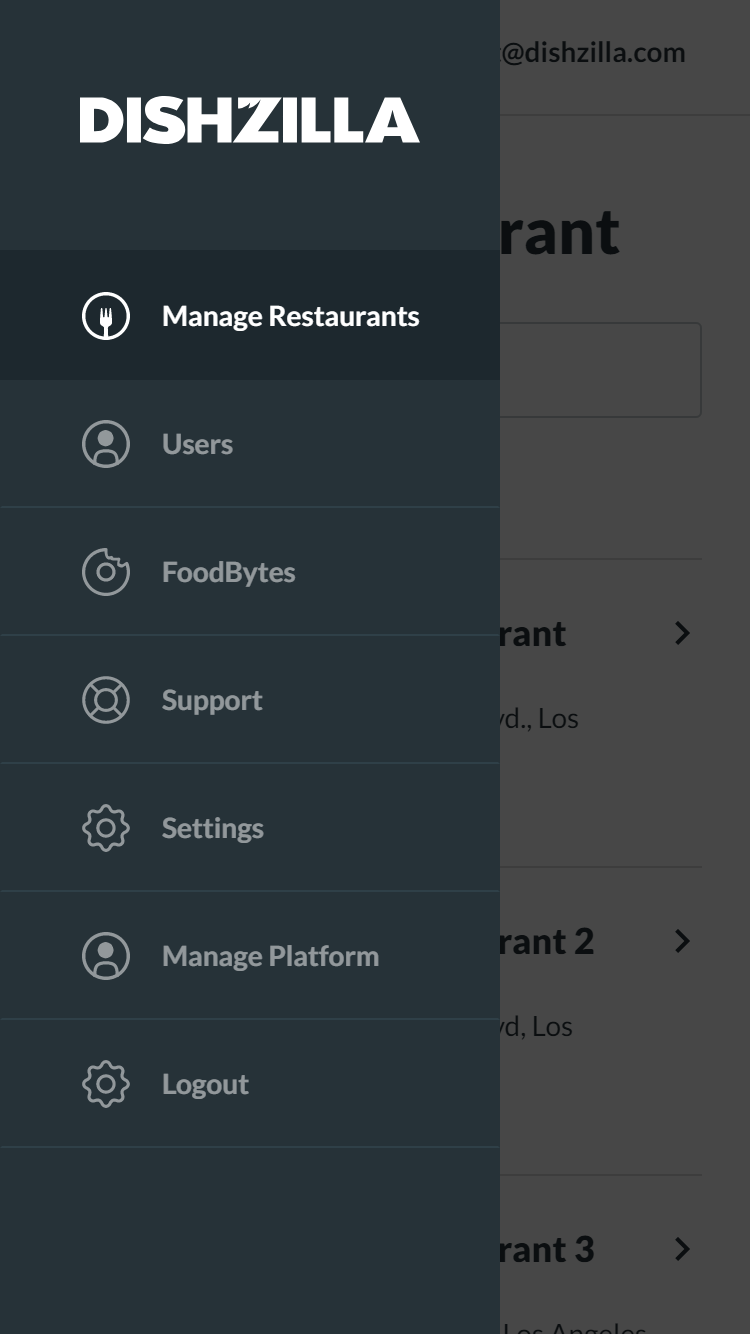 DISHZILLA
@dishzilla.com
rant
Manage Restaurants
Users
FoodBytes
Support
Settings
Manage Platform
Logout
rant
vd., Los
rant 2
vd, Los
rant 3
Los Angeles